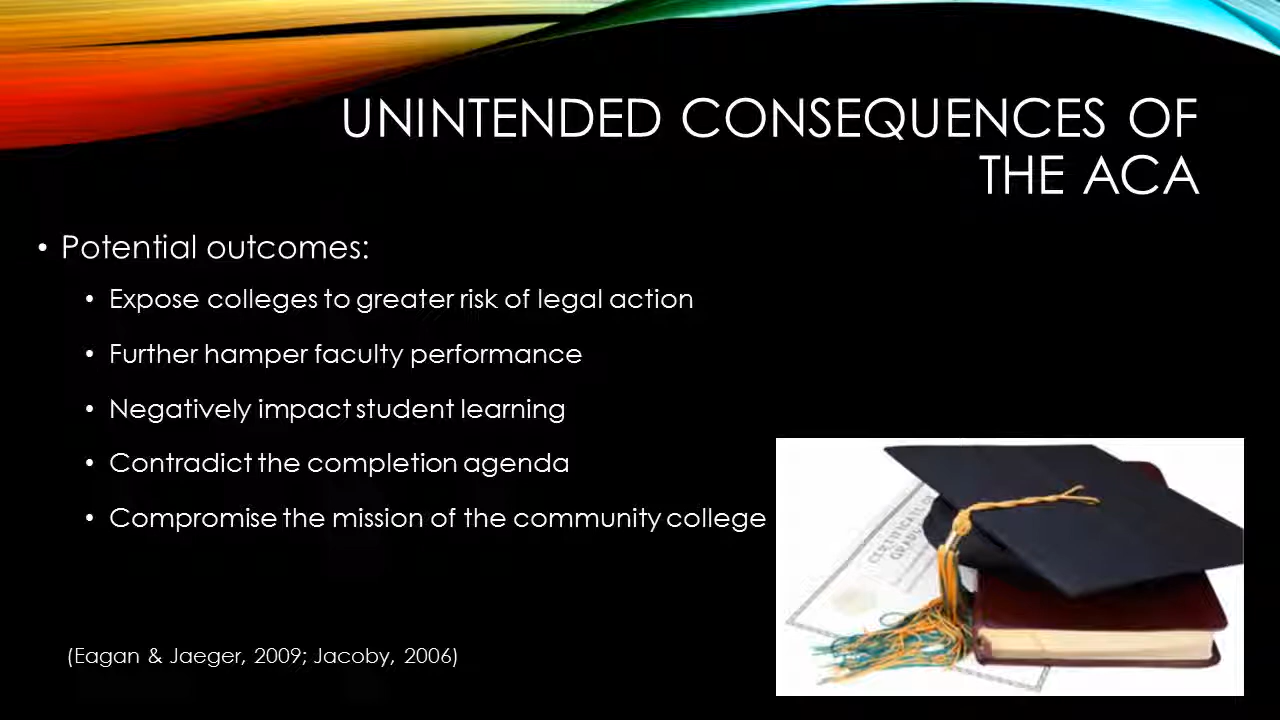 UNINTENDED CONSEQUENCES OF
THE ACA
• Potential outcomes:
• Expose colleges to greater risk of legal action
• Further hamper faculty performance
• Negatively impact student learning
• Contradict the completion agenda
• Compromise the mission of the community college
(Eagan & Jaeger, 2009; Jacoby, 2006)